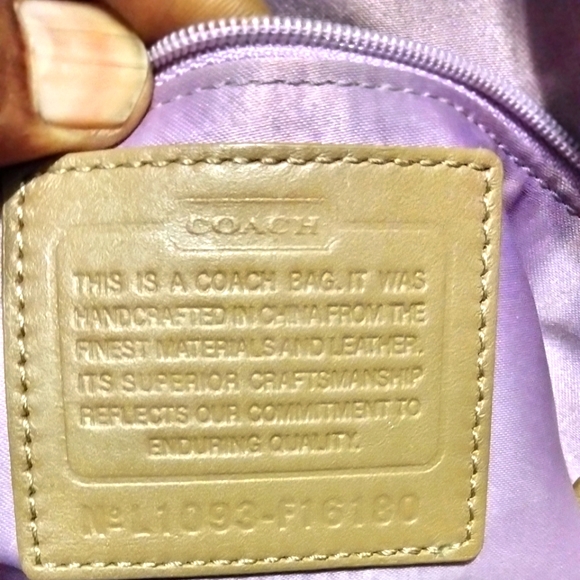 COACH
THIS IS A COACH BAG. IT WAS
HANDCRAFTED IN CHINA FROM THE
FINEST MATERIALS AND LEATHER.
ITS SUPERIOR CRAFTSMANSHIP
REFLECTS OUR COMMITMENT TO
ENDURING QUALITY.
Nº L1093-F16180